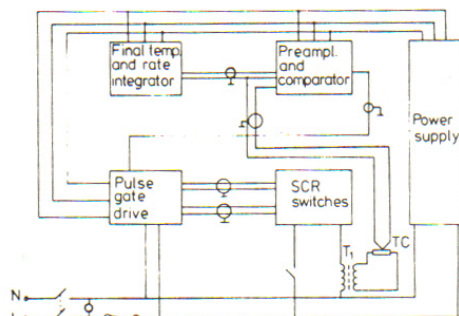 Final temp.
and rate
integrator
Preampl.
and
comparator
Power
supply
Pulse
gate
drive
SCR
switches
T1
TC
N